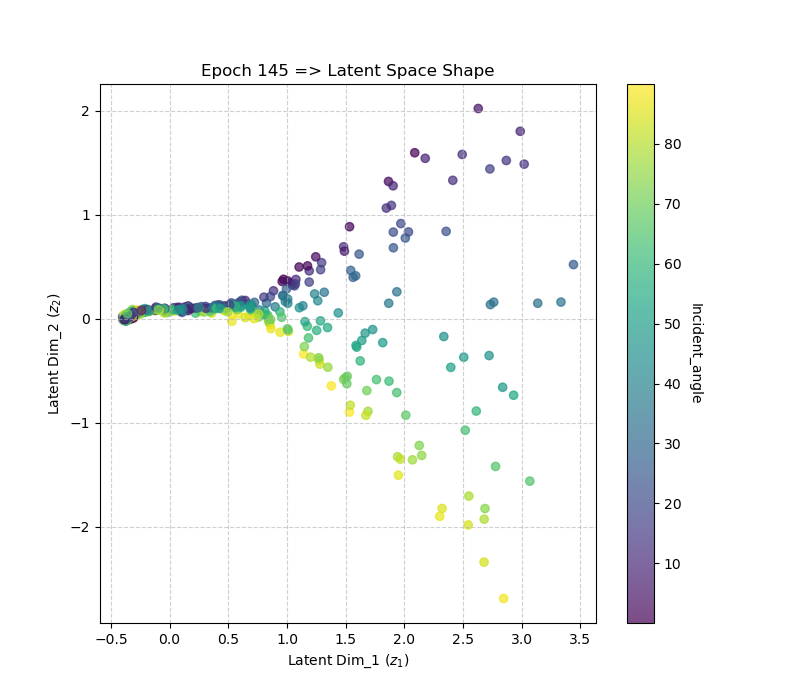 Epoch 145 => Latent Space Shape
2
1
0
−1
−2
Latent Dim_2 (z2)
−0.5 0.0 0.5 1.0 1.5 2.0 2.5 3.0 3.5
Latent Dim_1 (z1)
80
70
60
50
40
30
20
10
Incident_angle